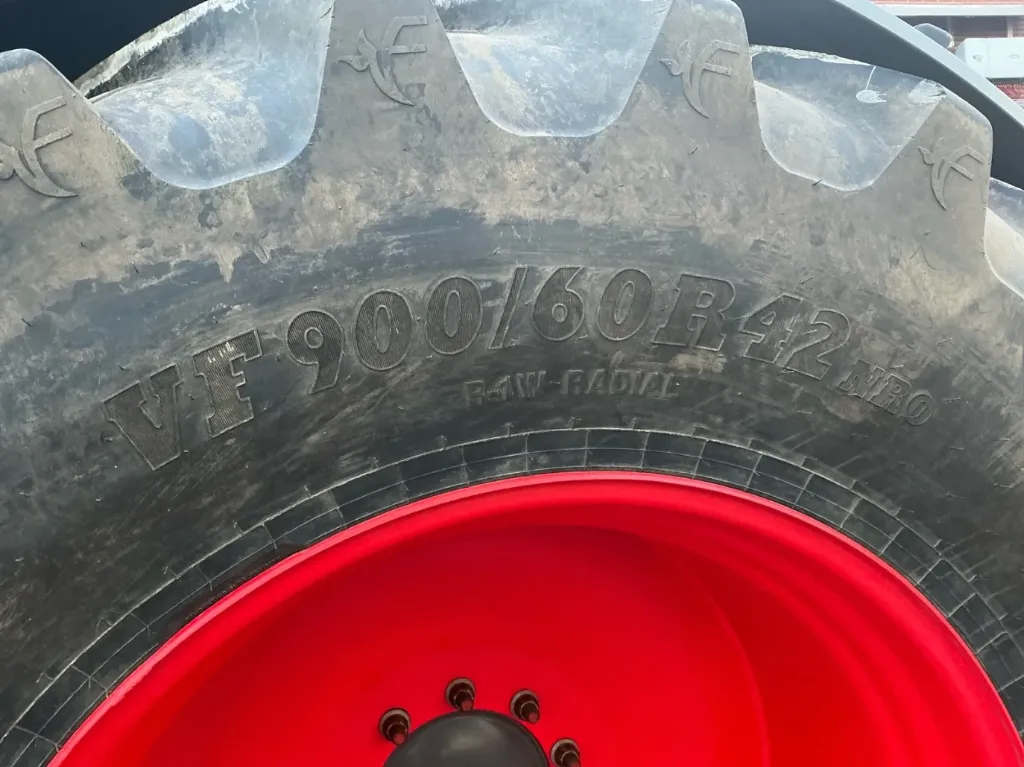 VF 900/60R42 NRO
R-1W RADIAL